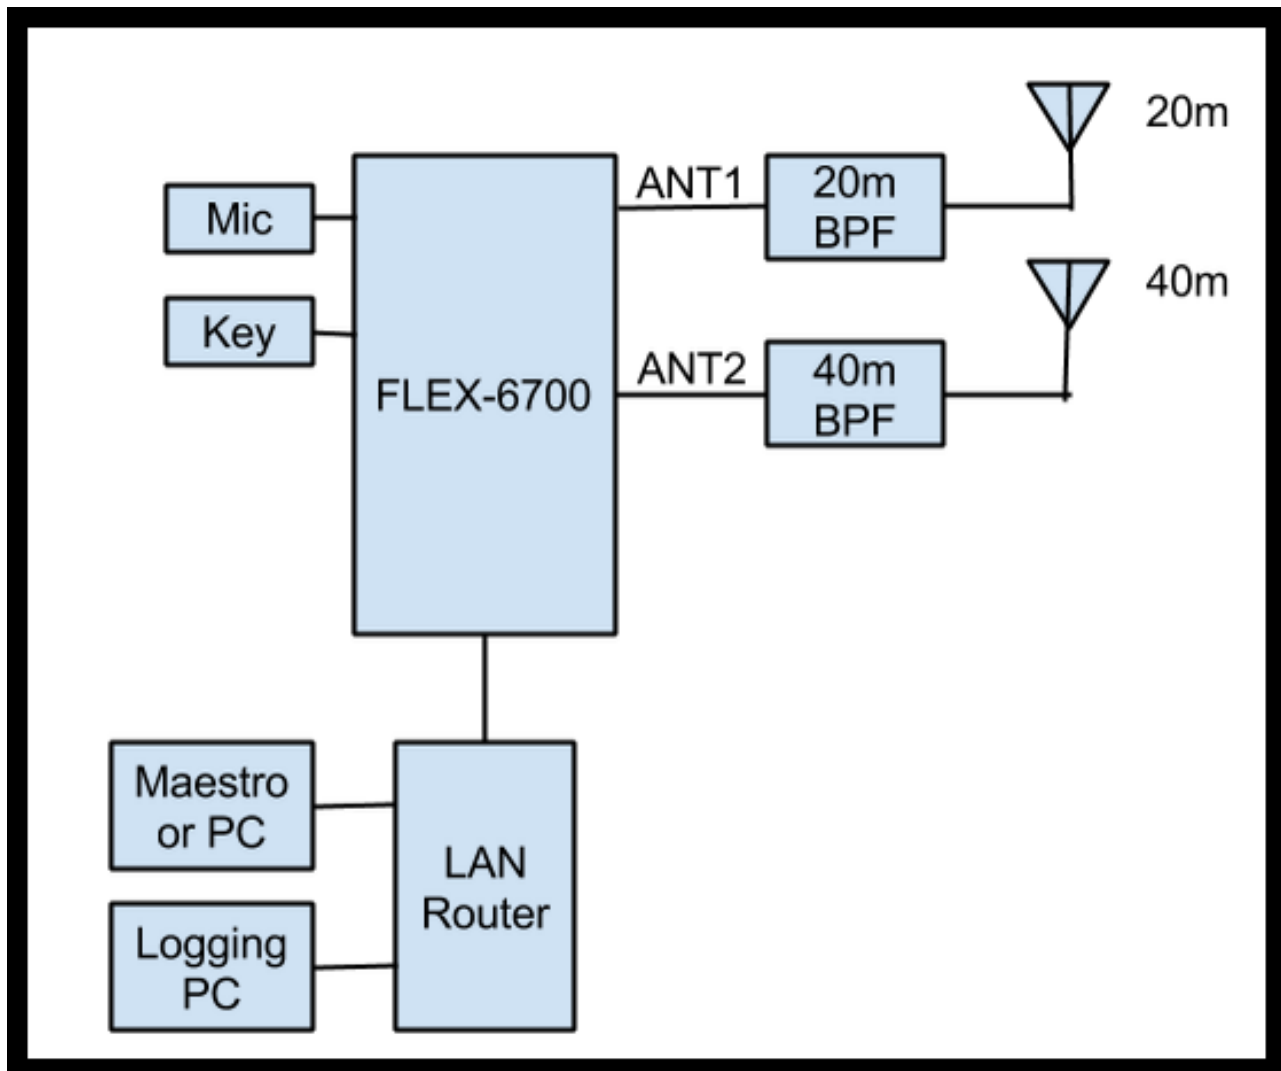 20m
ANT1
20m
BPF
Mic
40m
Key
ANT2
40m
BPF
FLEX-6700
Maestro
or PC
LAN
Router
Logging
PC